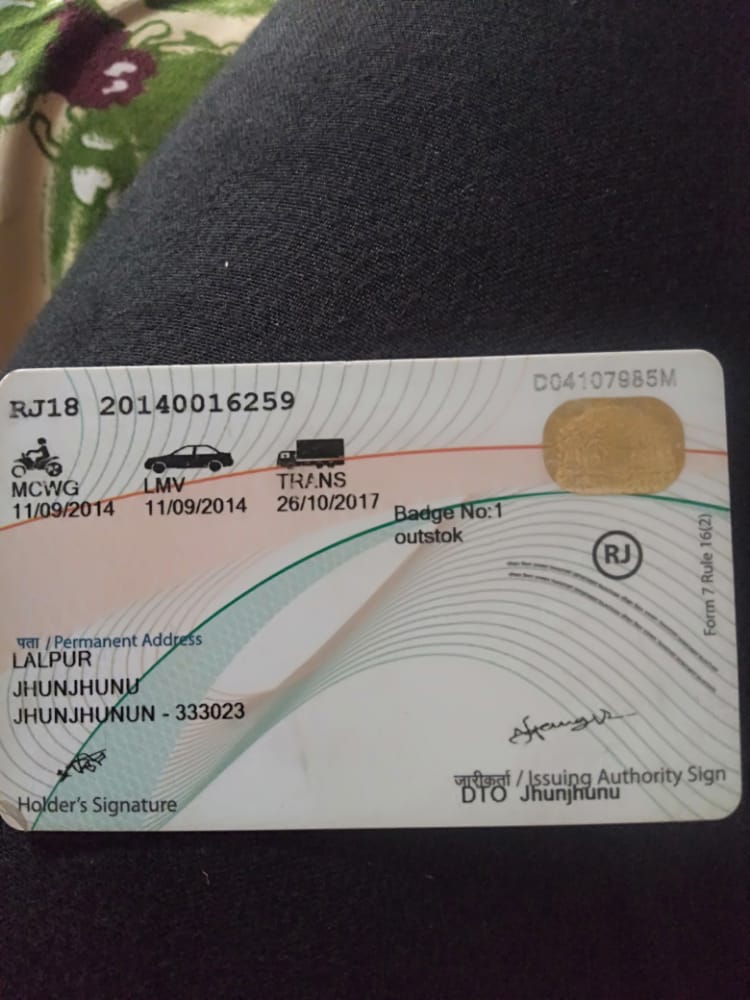 D04107985M
RJ18 20140016259
MCWG LMV TRANS
11/09/2014 11/09/2014 26/10/2017
Badge No:1
outstok
RJ
Form 7 Rule 16(2)
पता / Permanent Address
LALPUR
JHUNJHUNU
JHUNJHUNUN - 333023
Holder's Signature
जारीकर्ता / Issuing Authority Sign
DTO Jhunjhunu